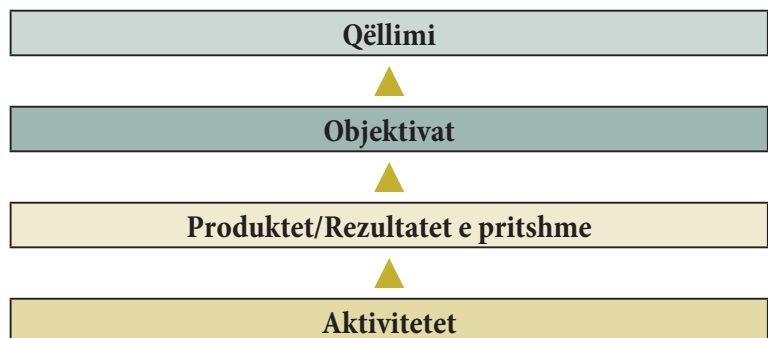 Qëllimi
Objektivat
Produktet/Rezultatet e pritshme
Aktivitetet